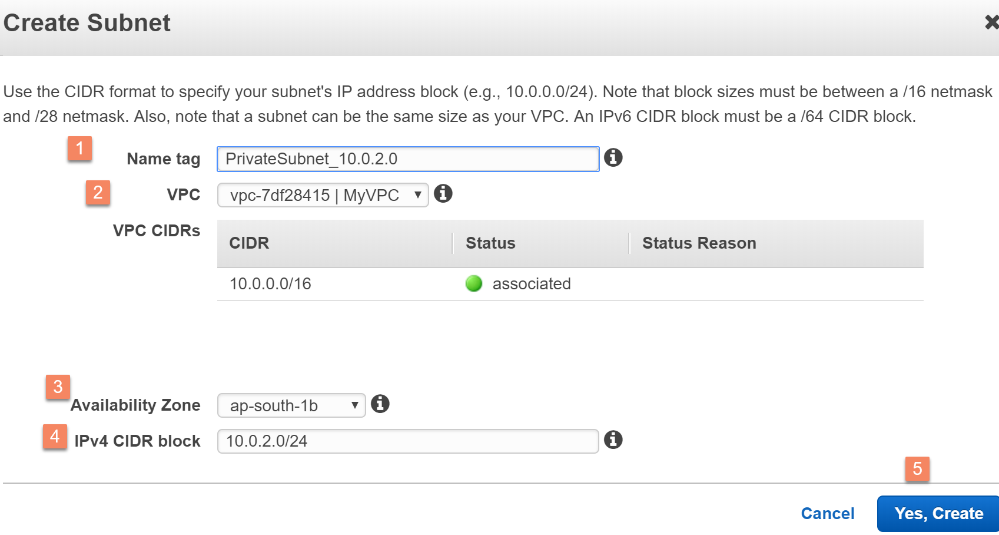 Create Subnet
Use the CIDR format to specify your subnet's IP address block (e.g., 10.0.0.0/24). Note that block sizes must be between a /16 netmask
and /28 netmask. Also, note that a subnet can be the same size as your VPC. An IPv6 CIDR block must be a /64 CIDR block.
1 Name tag PrivateSubnet_10.0.2.0
2 VPC vpc-7df28415 | MyVPC
VPC CIDRs
CIDR Status Status Reason
10.0.0.0/16 associated
3 Availability Zone ap-south-1b
4 IPv4 CIDR block 10.0.2.0/24
5
Cancel Yes, Create